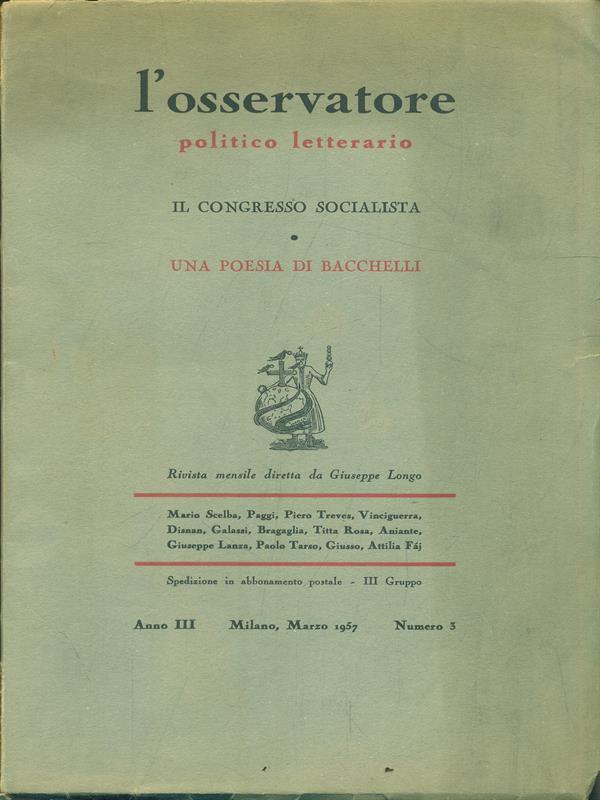 l'osservatore
politico letterario
IL CONGRESSO SOCIALISTA
•
UNA POESIA DI BACCHELLI
Rivista mensile diretta da Giuseppe Longo
Mario Scelba, Paggi, Piero Treves, Vinciguerra,
Disnan, Galassi, Bragaglia, Titta Rosa, Aniante,
Giuseppe Lanza, Paolo Tarso, Giusso, Attilia Fáj
Spedizione in abbonamento postale - III Gruppo
Anno III Milano, Marzo 1957 Numero 3